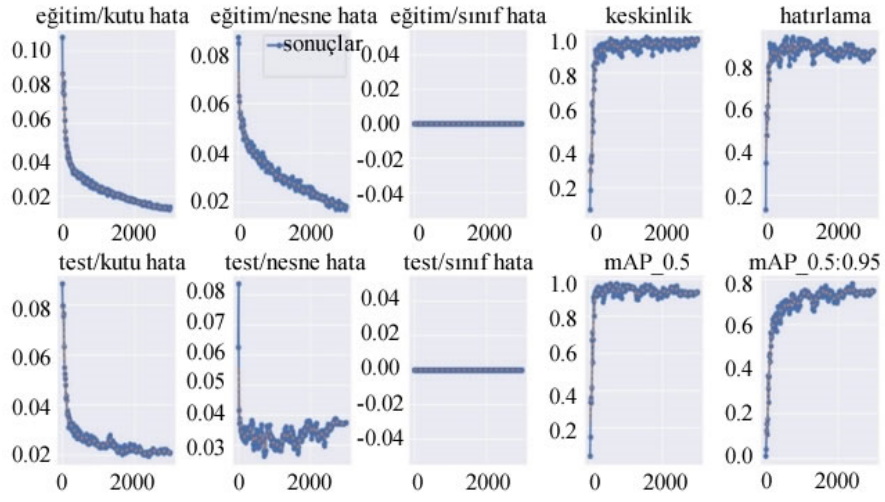 eğitim/kutu hata eğitim/nesne hata eğitim/sınıf hata keskinlik hatırlama
sonuçlar
0.10 0.08 0.06 0.04 0.02
0.08 0.06 0.04 0.02
0.04 0.02 0.00 -0.02 -0.04
1.0 0.8 0.6 0.4 0.2
0.8 0.6 0.4 0.2
0 2000 0 2000 0 2000 0 2000 0 2000
test/kutu hata test/nesne hata test/sınıf hata mAP_0.5 mAP_0.5:0.95
0.08 0.06 0.04 0.02
0.08 0.07 0.06 0.05 0.04 0.03
0.04 0.02 0.00 -0.02 -0.04
1.0 0.8 0.6 0.4 0.2
0.8 0.6 0.4 0.2 0.0
0 2000 0 2000 0 2000 0 2000 0 2000